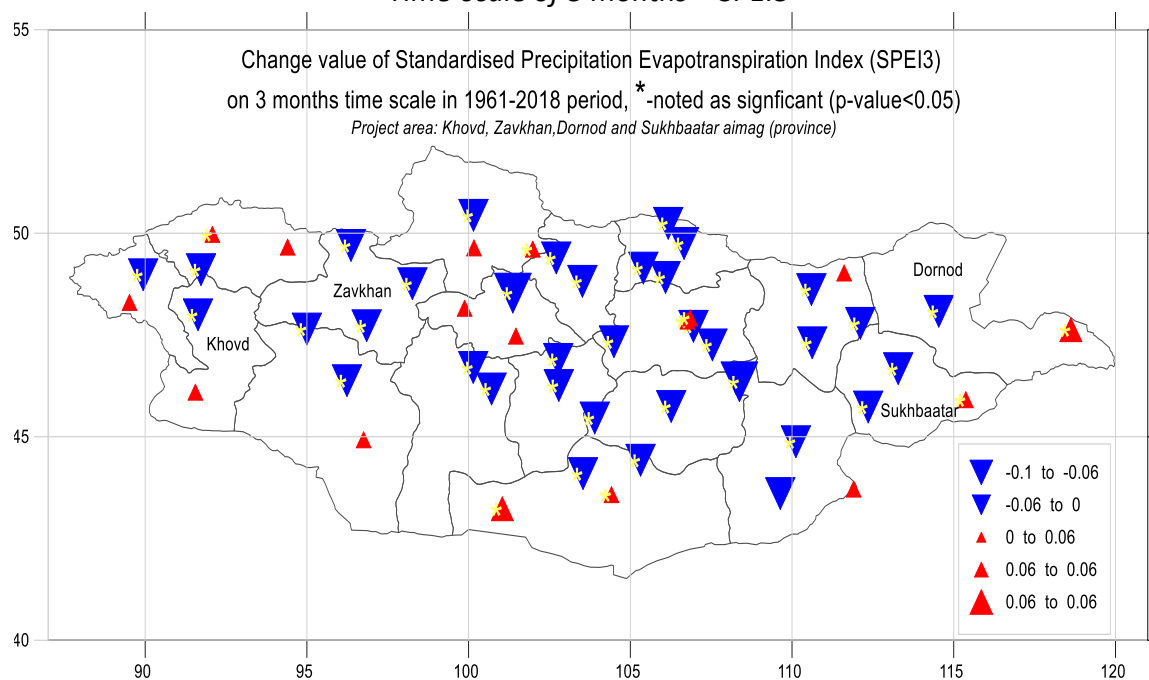 Change value of Standardised Precipitation Evapotranspiration Index (SPEI3)
on 3 months time scale in 1961-2018 period, *-noted as signficant (p-value<0.05)
Project area: Khovd, Zavkhan,Dornod and Sukhbaatar aimag (province)
55
50
45
40
Dornod
Zavkhan
Khovd
Sukhbaatar
-0.1 to -0.06
-0.06 to 0
0 to 0.06
0.06 to 0.06
0.06 to 0.06
90 95 100 105 110 115 120